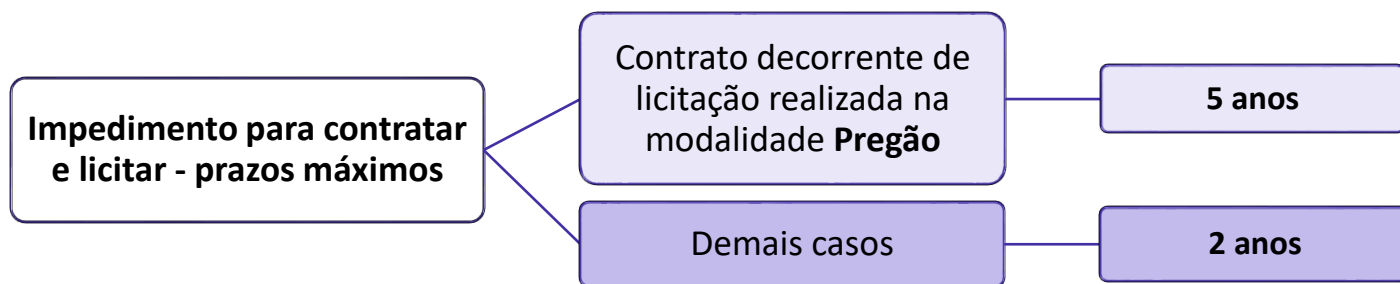 Impedimento para contratar
e licitar - prazos máximos
Contrato decorrente de
licitação realizada na
modalidade Pregão
5 anos
Demais casos
2 anos